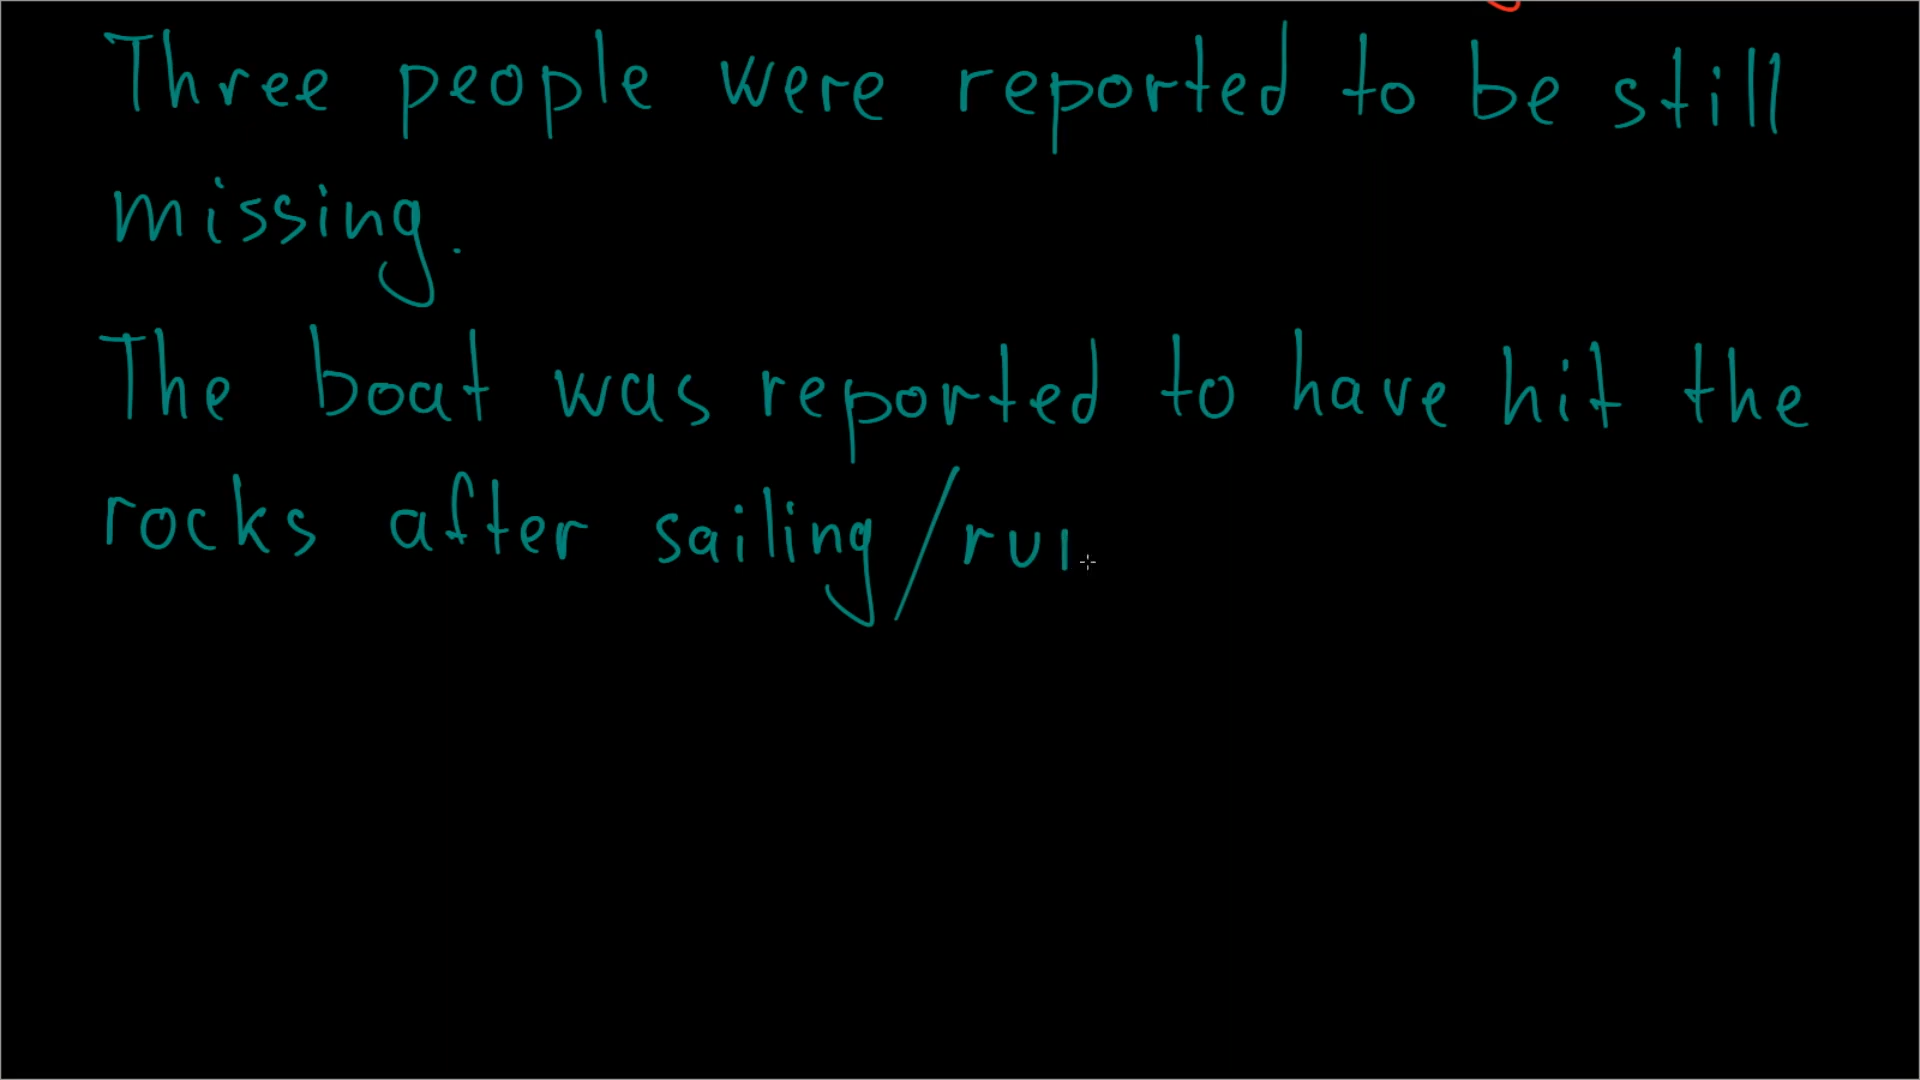 Three people were reported to be still
missing.
The boat was reported to have hit the
rocks after sailing/